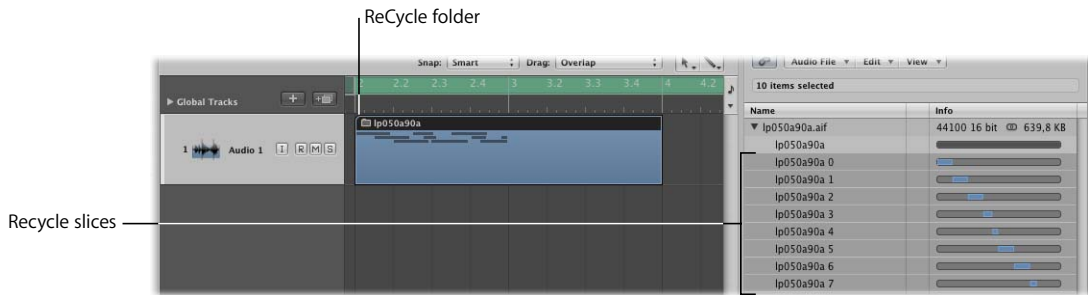 ReCycle folder
Snap: Smart Drag: Overlap
2 2.2 2.3 2.4 3 3.2 3.3 3.4 4 4.2
Global Tracks
lp050a90a
1 Audio 1 I R M S
Recycle slices
Audio File Edit View
10 items selected
Name Info
lp050a90a.aif 44100 16 bit 639,8 KB
lp050a90a
lp050a90a 0
lp050a90a 1
lp050a90a 2
lp050a90a 3
lp050a90a 4
lp050a90a 5
lp050a90a 6
lp050a90a 7